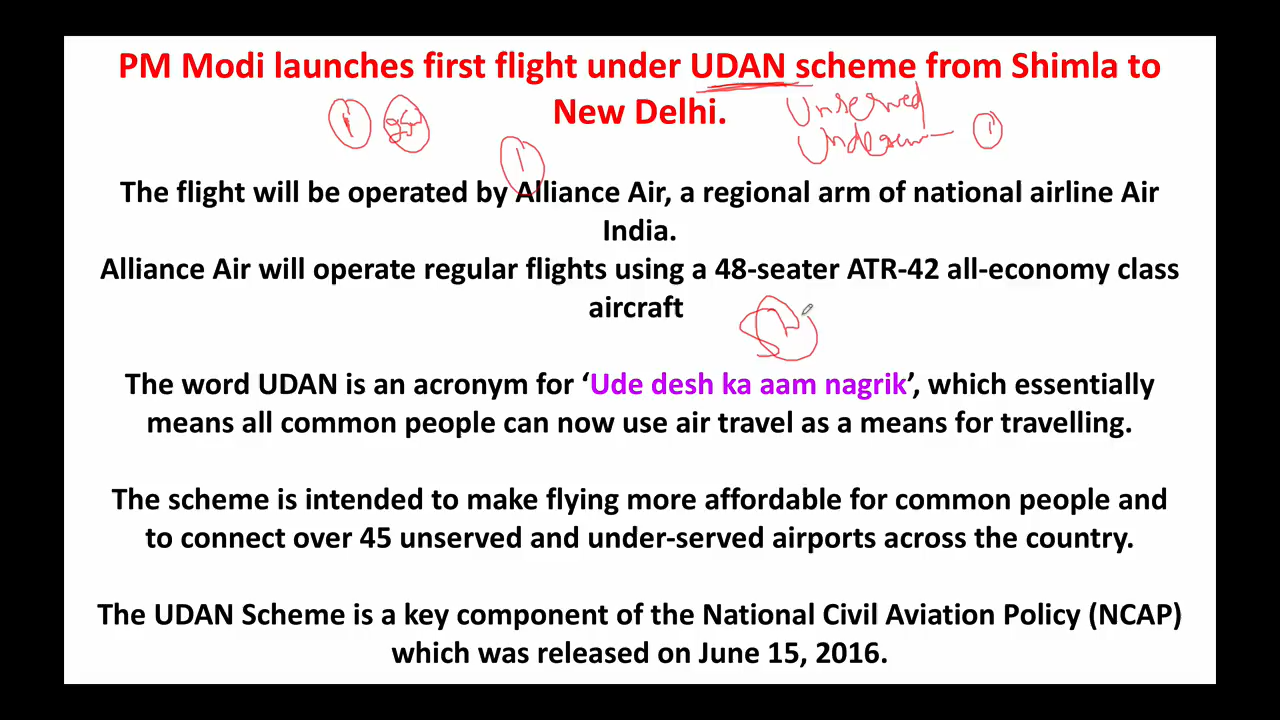 PM Modi launches first flight under UDAN scheme from Shimla to
New Delhi.
Unserved
1
1
1
The flight will be operated by Alliance Air, a regional arm of national airline Air
India.
Alliance Air will operate regular flights using a 48-seater ATR-42 all-economy class
aircraft
The word UDAN is an acronym for ‘Ude desh ka aam nagrik’, which essentially
means all common people can now use air travel as a means for travelling.
The scheme is intended to make flying more affordable for common people and
to connect over 45 unserved and under-served airports across the country.
The UDAN Scheme is a key component of the National Civil Aviation Policy (NCAP)
which was released on June 15, 2016.